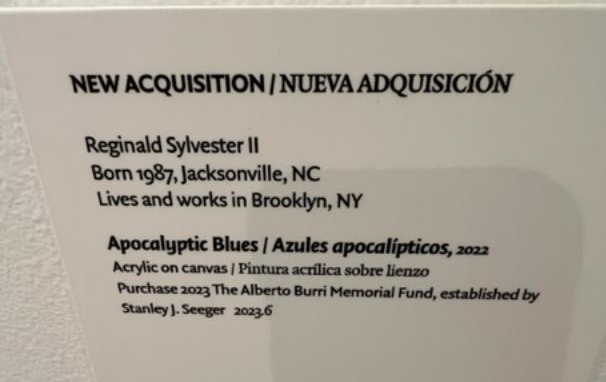 NEW ACQUISITION / NUEVA ADQUISICIÓN
Reginald Sylvester II
Born 1987, Jacksonville, NC
Lives and works in Brooklyn, NY
Apocalyptic Blues / Azules apocalípticos, 2022
Acrylic on canvas / Pintura acrílica sobre lienzo
Purchase 2023 The Alberto Burri Memorial Fund, established by
Stanley J. Seeger 2023.6